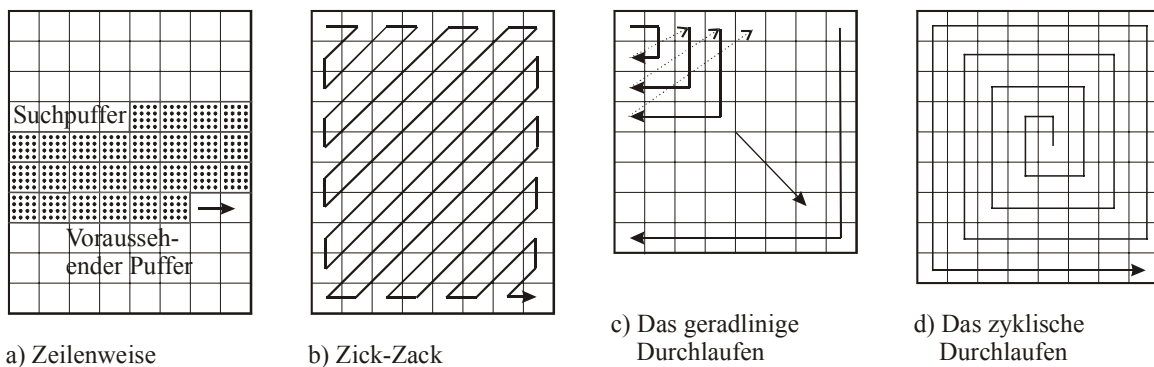 Suchpuffer
Vorausseh-
ender Puffer
a) Zeilenweise
b) Zick-Zack
c) Das geradlinige
Durchlaufen
d) Das zyklische
Durchlaufen